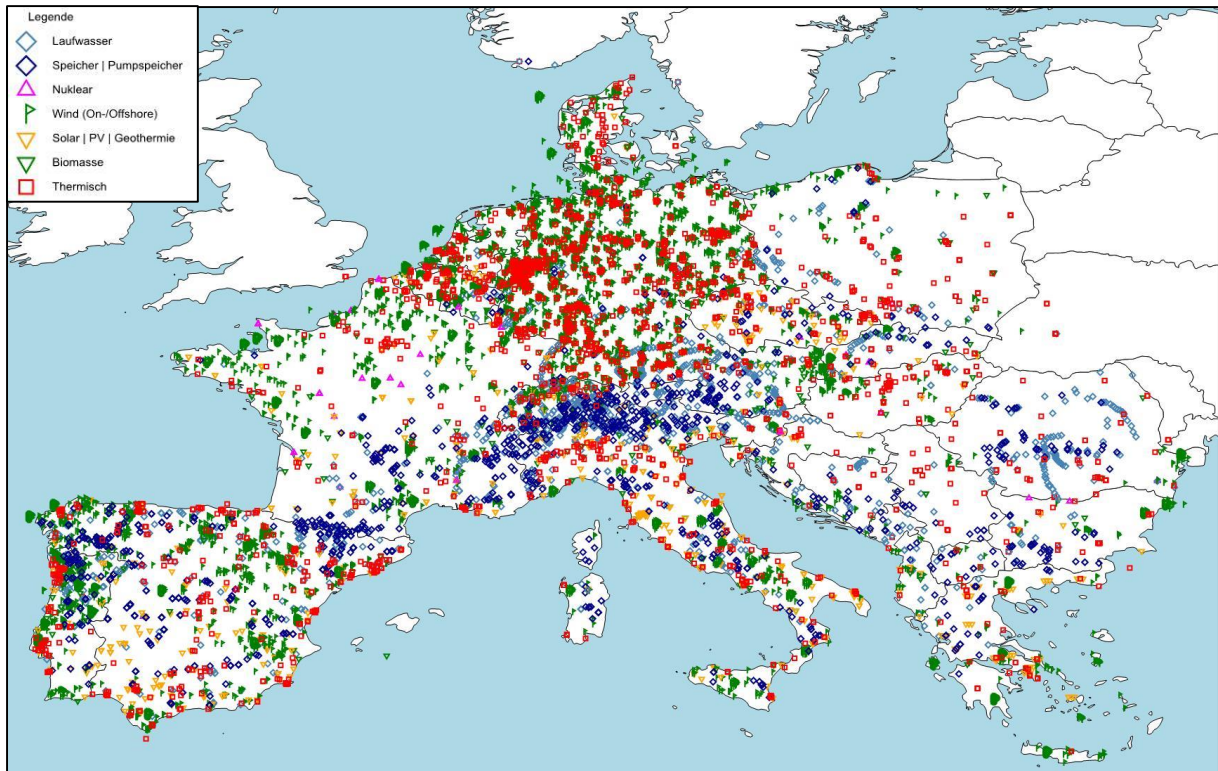 Legende
Laufwasser
Speicher | Pumpspeicher
Nuklear
Wind (On-/Offshore)
Solar | PV | Geothermie
Biomasse
Thermisch